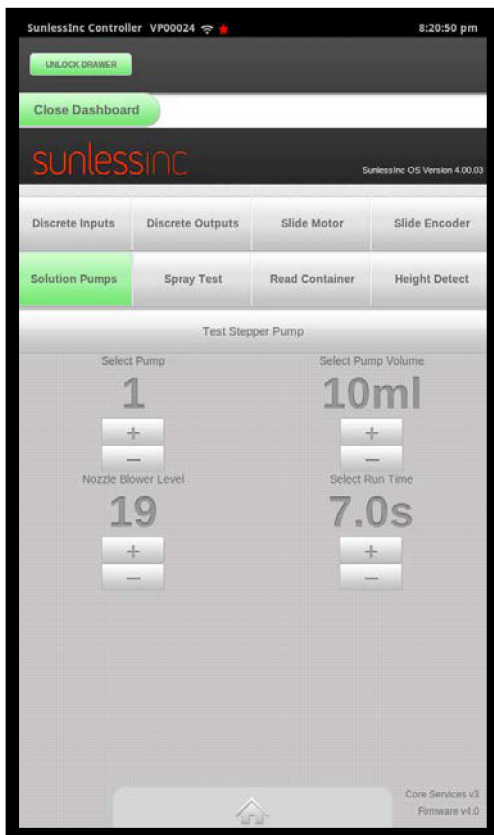 SunlessInc Controller VP00024 8:20:50 pm
UNLOCK DRAWER
Close Dashboard
sunlessinc
SunlessInc OS Version 4.00.03
Discrete Inputs Discrete Outputs Slide Motor Slide Encoder
Solution Pumps Spray Test Read Container Height Detect
Test Stepper Pump
Select Pump Select Pump Volume
1 10ml
+ +
− −
Nozzle Blower Level Select Run Time
19 7.0s
+ +
− −
Core Services v3
Firmware v4.0